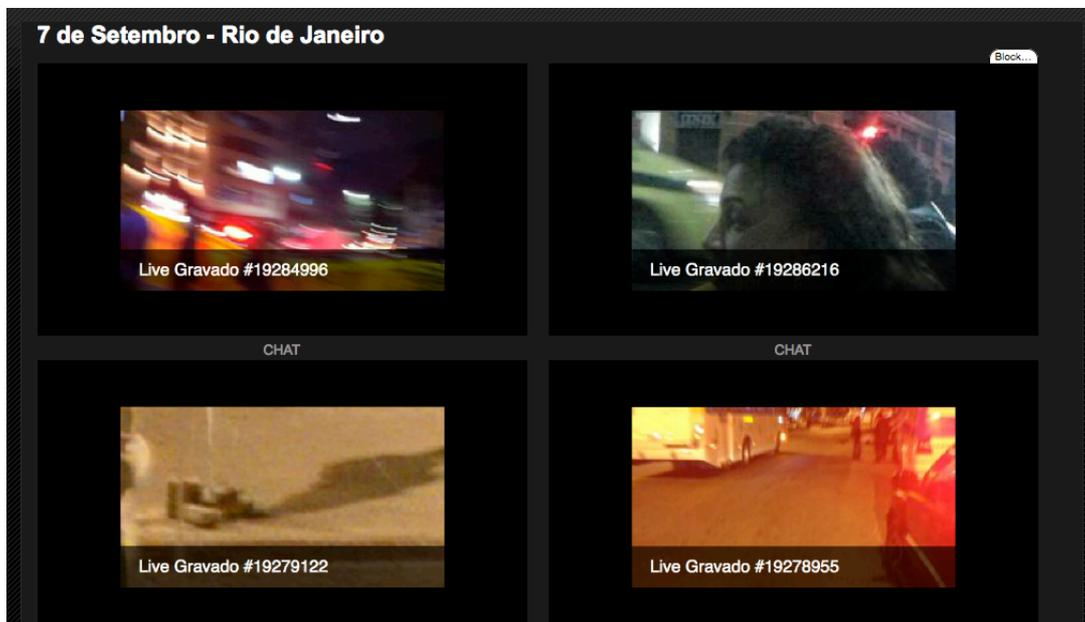 7 de Setembro - Rio de Janeiro
Block...
Live Gravado #19284996
Live Gravado #19286216
CHAT
CHAT
Live Gravado #19279122
Live Gravado #19278955